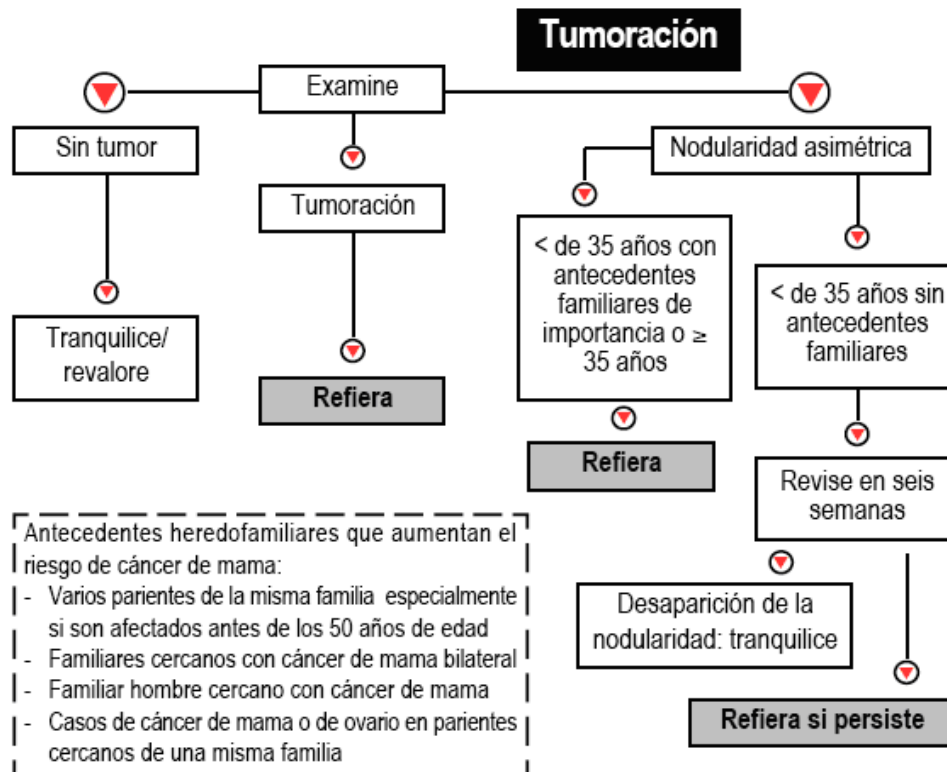 Tumoración
Examine
Sin tumor
Nodularidad asimétrica
Tumoración
< de 35 años con
antecedentes
familiares de
importancia o ≥
35 años
< de 35 años sin
antecedentes
familiares
Tranquilice/
revalore
Refiera
Refiera
Revise en seis
semanas
Desaparición de la
nodularidad: tranquilice
Refiera si persiste
Antecedentes heredofamiliares que aumentan el
riesgo de cáncer de mama:
- Varios parientes de la misma familia especialmente
si son afectados antes de los 50 años de edad
- Familiares cercanos con cáncer de mama bilateral
- Familiar hombre cercano con cáncer de mama
- Casos de cáncer de mama o de ovario en parientes
cercanos de una misma familia